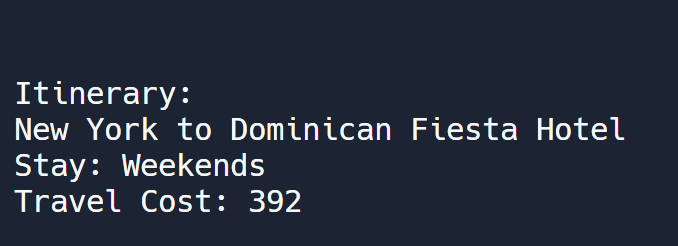 Itinerary:
New York to Dominican Fiesta Hotel
Stay: Weekends
Travel Cost: 392